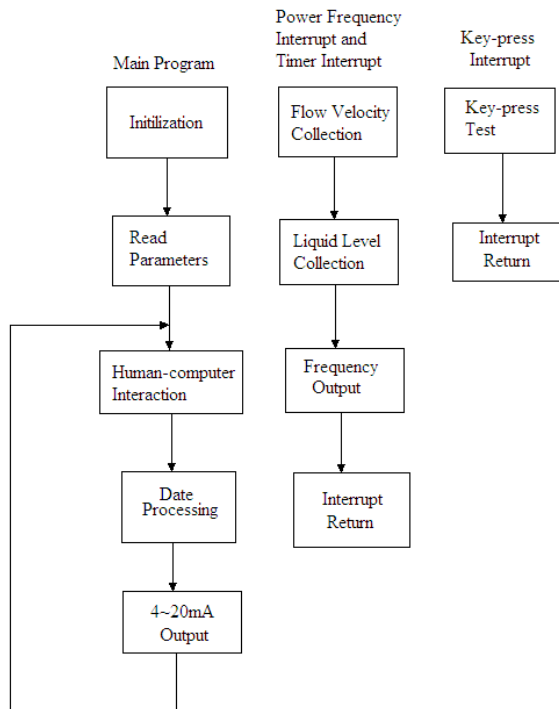 Main Program
Initilization
Read
Parameters
Human-computer
Interaction
Date
Processing
4~20mA
Output
Power Frequency
Interrupt and
Timer Interrupt
Flow Velocity
Collection
Liquid Level
Collection
Frequency
Output
Interrupt
Return
Key-press
Interrupt
Key-press
Test
Interrupt
Return